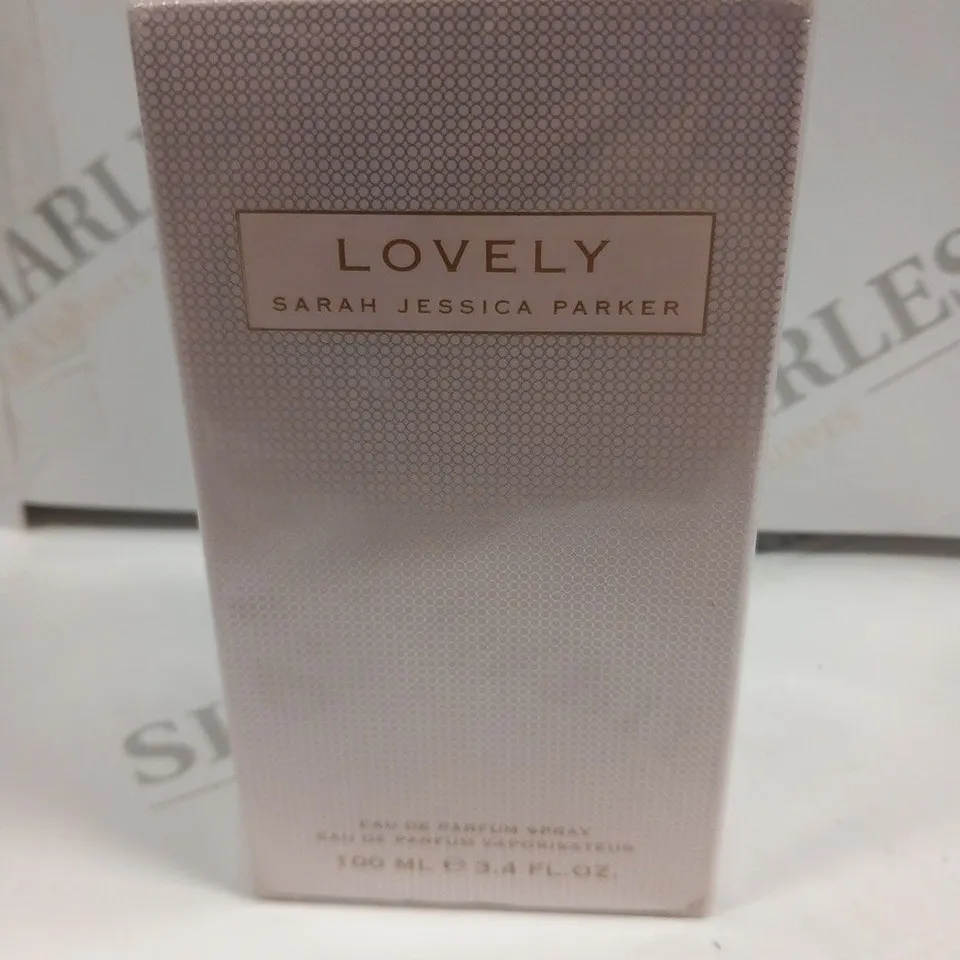 LOVELY
SARAH JESSICA PARKER
EAU DE PARFUM SPRAY
EAU DE PARFUM VAPORISATEUR
100 ML ℮ 3.4 FL.OZ.